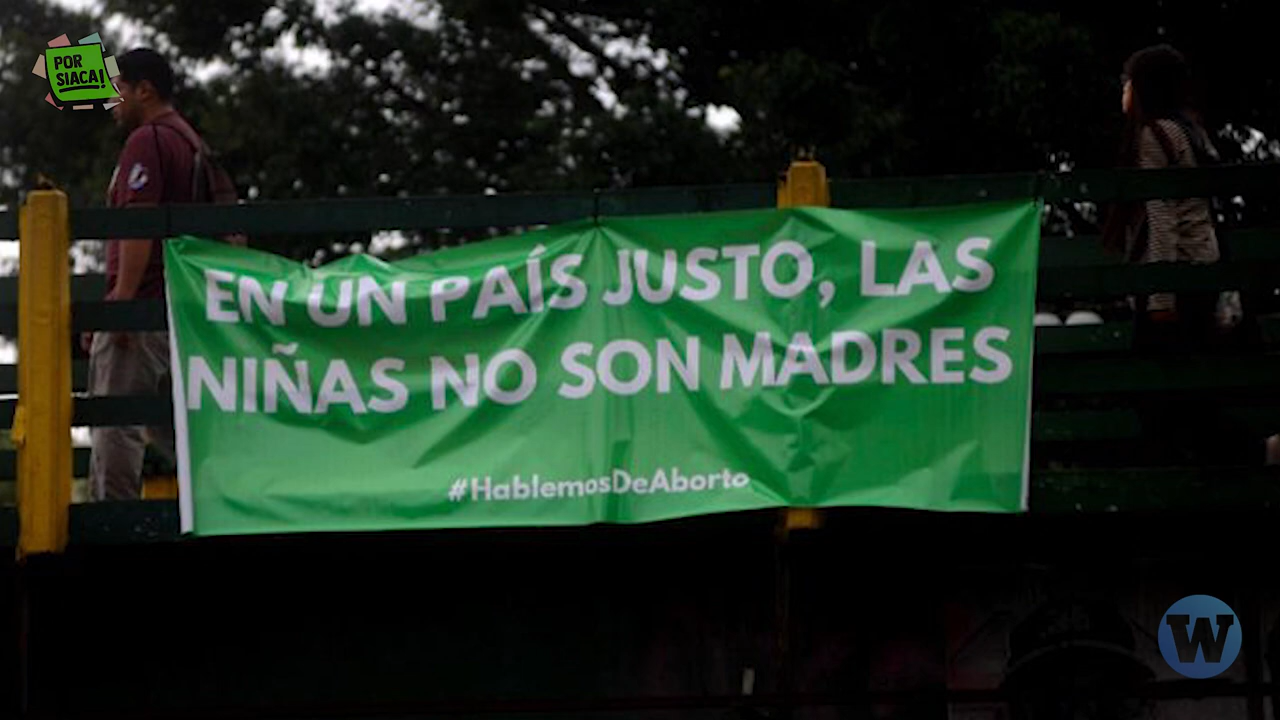 POR
SIACA!
EN UN PAÍS JUSTO, LAS
NIÑAS NO SON MADRES
#HablemosDeAborto
W